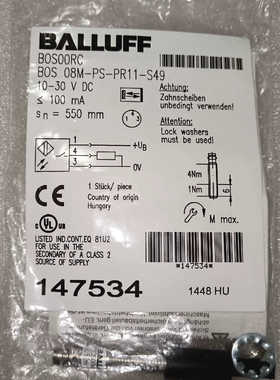 BALLUFF
BOS00RC
BOS 08M-PS-PR11-S49
10-30 V DC
≤ 100 mA
sn = 550 mm
Achtung:
Zahnscheiben
unbedingt verwenden!
Attention:
Lock washers
must be used!
+UB
4Nm
1Nm
6
M max.
1 Stück/ piece
Country of origin
Hungary
LISTED IND.CONT.EQ 81U2
FOR USE IN THE
SECONDARY OF A CLASS 2
SOURCE OF SUPPLY
*147534*
147534
1448 HU